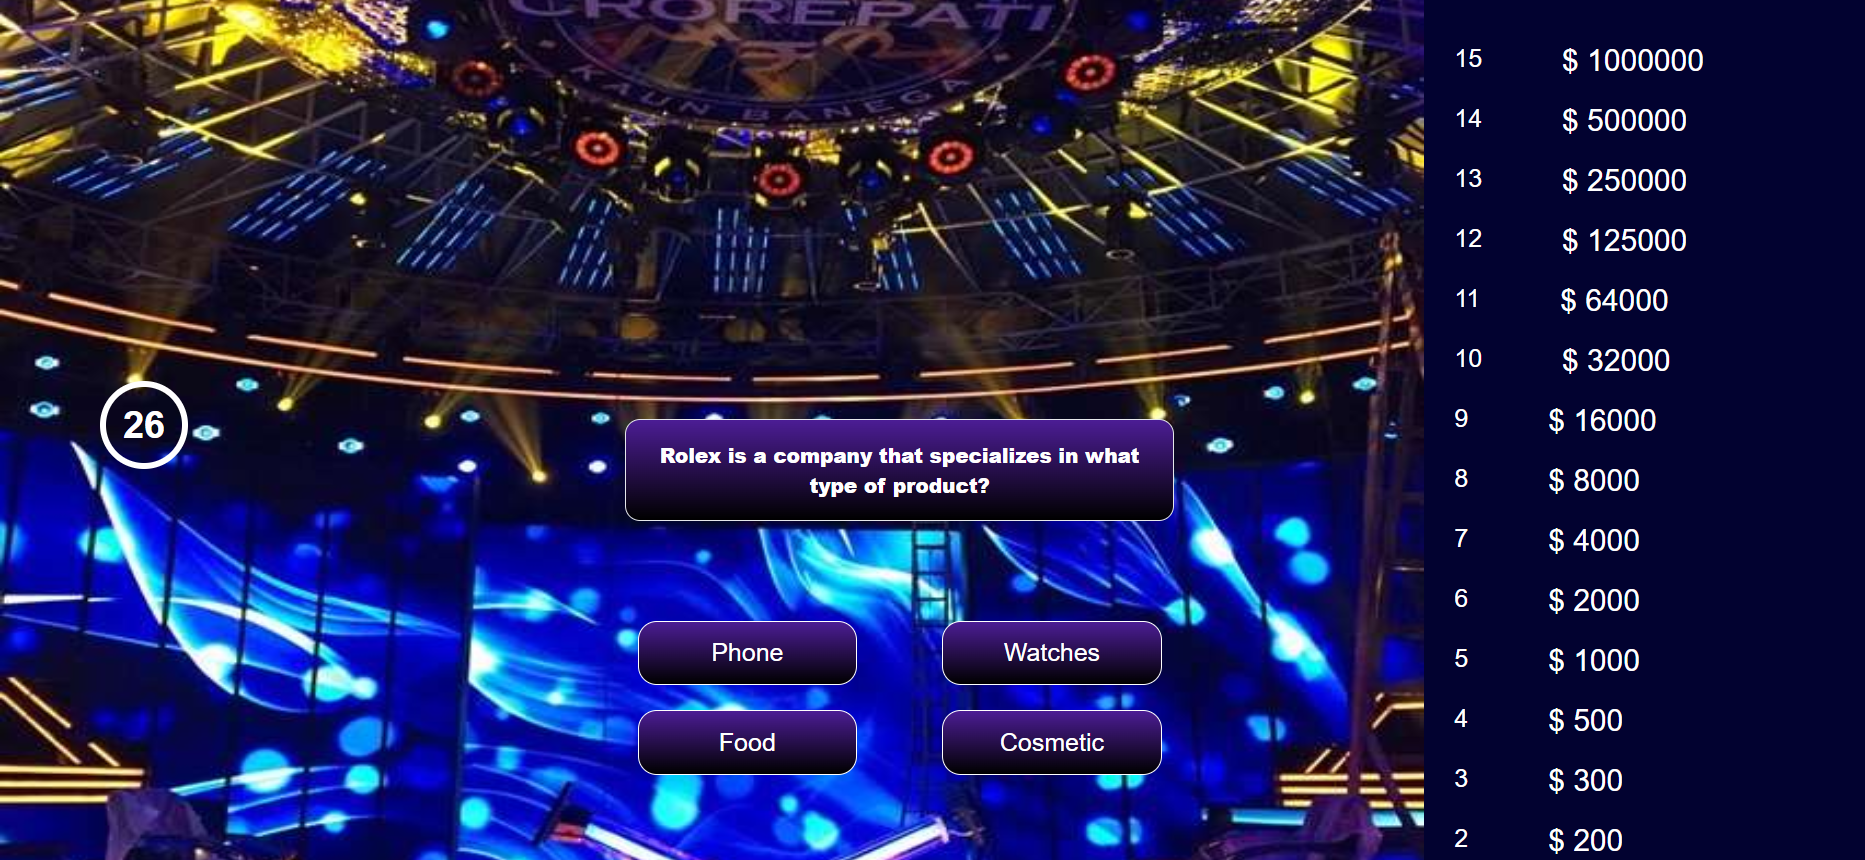 CROREPATI
KAUN BANEGA
26
Rolex is a company that specializes in what
type of product?
Phone
Watches
Food
Cosmetic
15 $ 1000000
14 $ 500000
13 $ 250000
12 $ 125000
11 $ 64000
10 $ 32000
9 $ 16000
8 $ 8000
7 $ 4000
6 $ 2000
5 $ 1000
4 $ 500
3 $ 300
2 $ 200